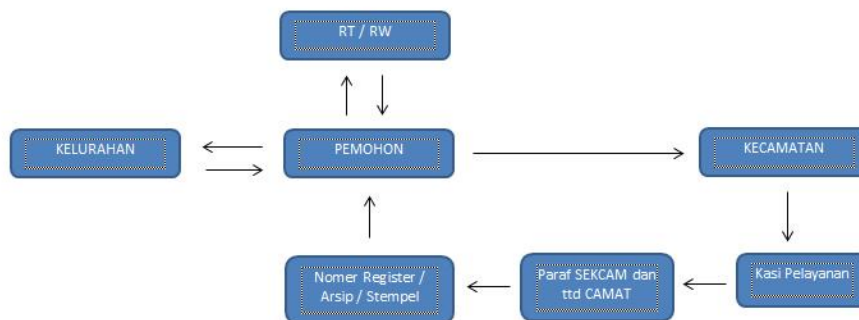 RT / RW
KELURAHAN
PEMOHON
KECAMATAN
Nomer Register /
Arsip / Stempel
Paraf SEKCAM dan
ttd CAMAT
Kasi Pelayanan